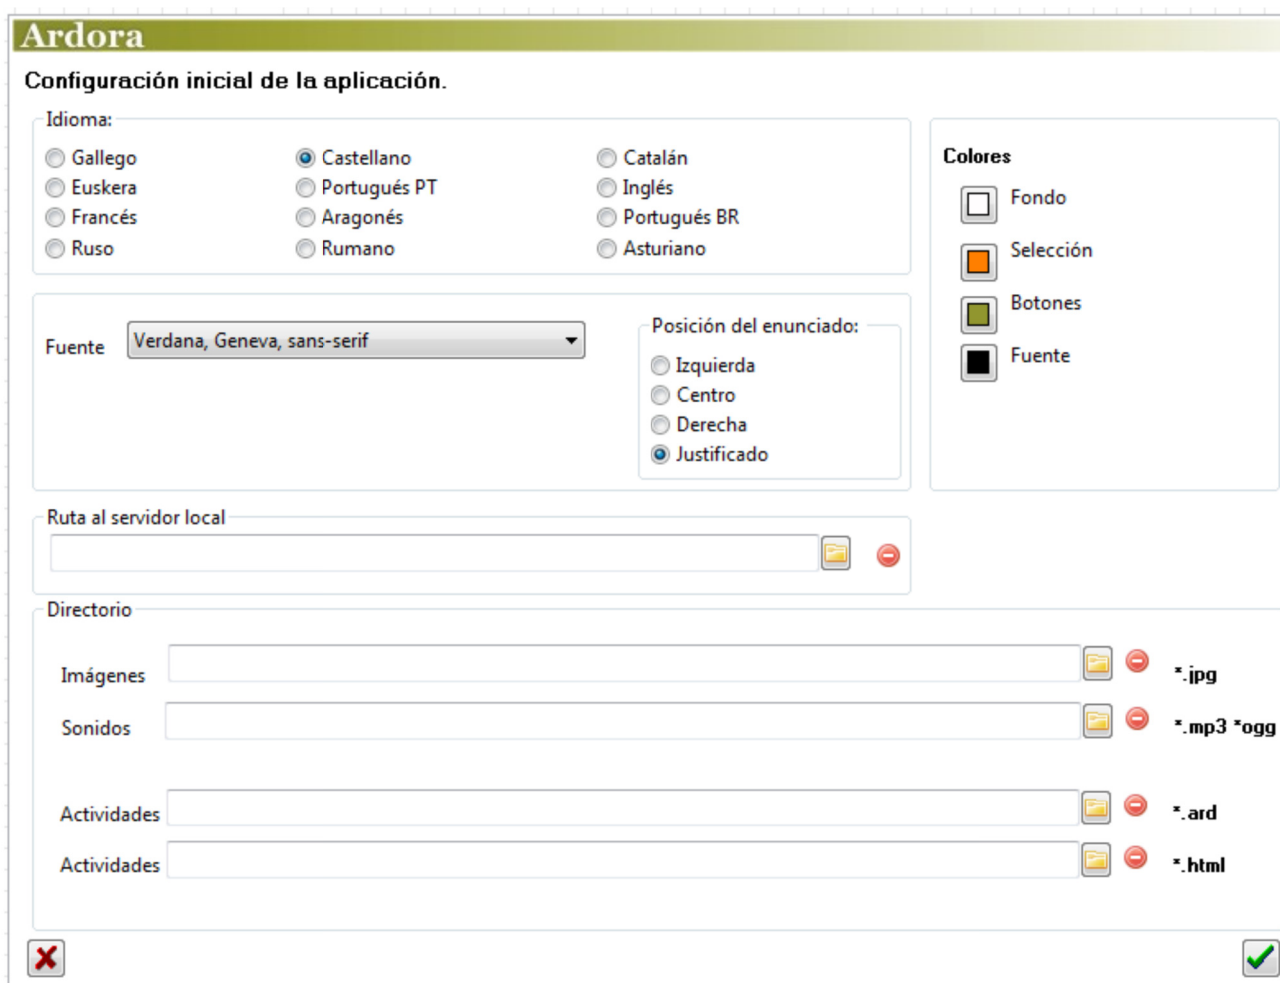 Ardora
Configuración inicial de la aplicación.
Idioma:
Gallego
Castellano
Catalán
Euskera
Portugués PT
Inglés
Francés
Aragonés
Portugués BR
Ruso
Rumano
Asturiano
Colores
Fondo
Selección
Botones
Fuente
Fuente
Verdana, Geneva, sans-serif
Posición del enunciado:
Izquierda
Centro
Derecha
Justificado
Ruta al servidor local
Directorio
Imágenes
*.jpg
Sonidos
*.mp3 *ogg
Actividades
*.ard
Actividades
*.html